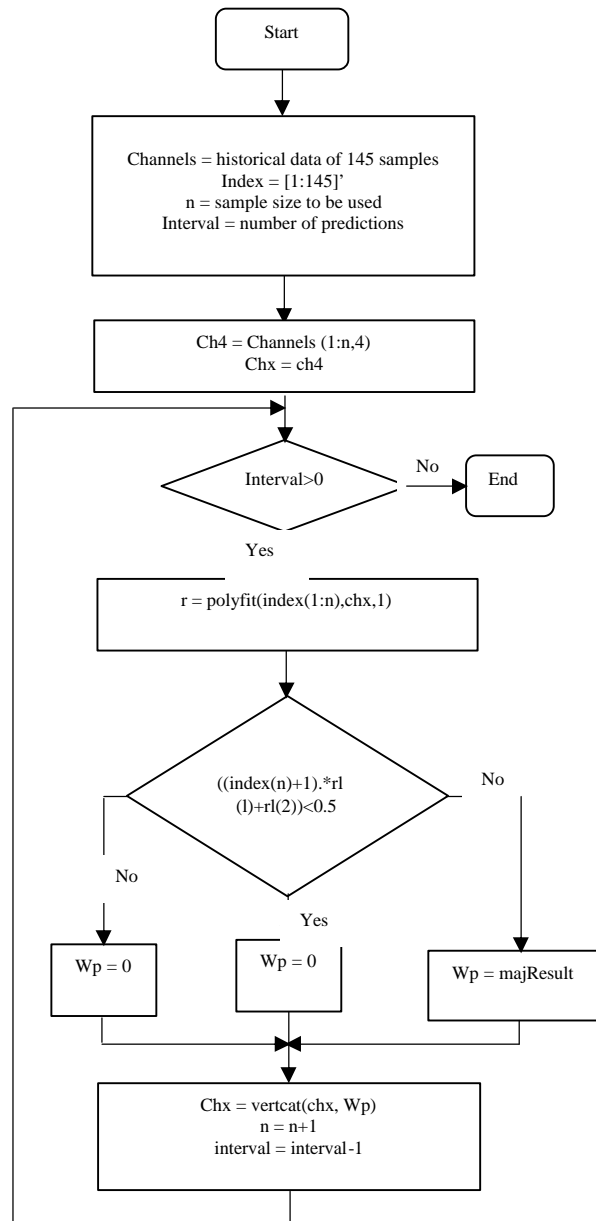 Start
Channels = historical data of 145 samples
Index = [1:145]’
n = sample size to be used
Interval = number of predictions
Ch4 = Channels (1:n,4)
Chx = ch4
Interval>0
No
End
Yes
r = polyfit(index(1:n),chx,1)
((index(n)+1).*rl
(l)+rl(2))<0.5
No
No
Yes
Wp = 0
Wp = 0
Wp = majResult
Chx = vertcat(chx, Wp)
n = n+1
interval = interval-1